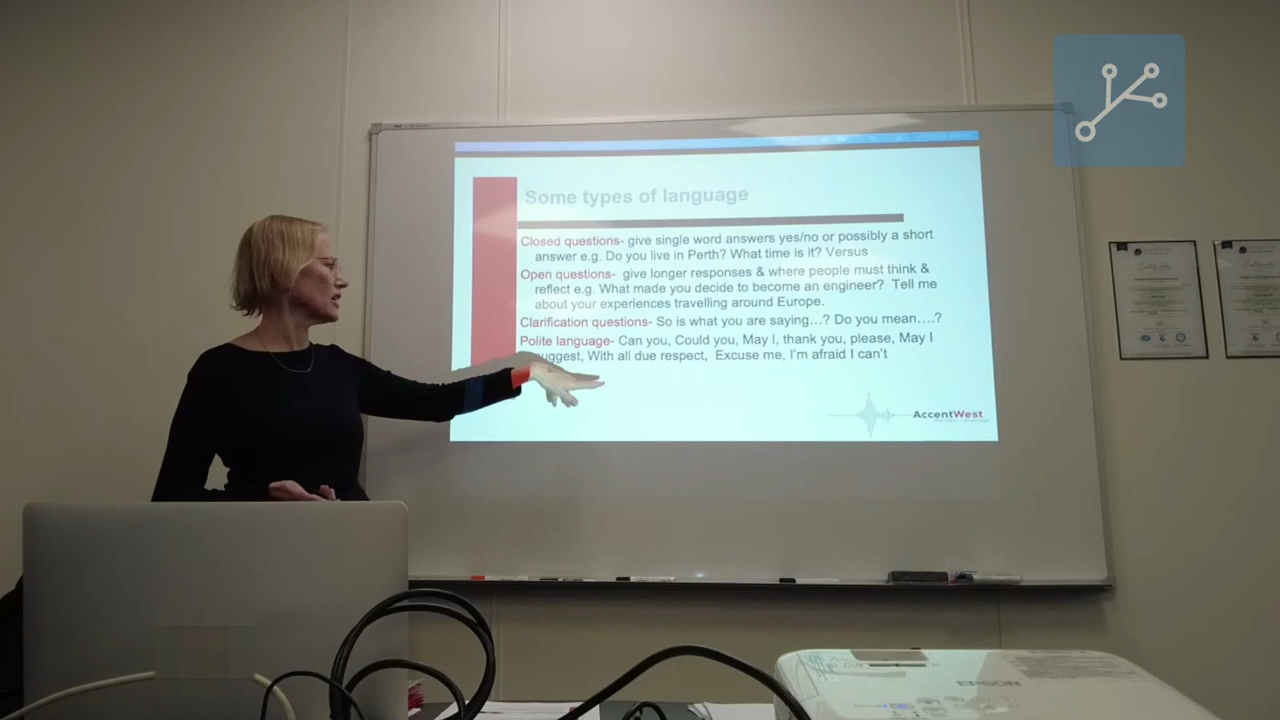 Some types of language
Closed questions- give single word answers yes/no or possibly a short
answer e.g. Do you live in Perth? What time is it? Versus
Open questions- give longer responses & where people must think &
reflect e.g. What made you decide to become an engineer? Tell me
about your experiences travelling around Europe.
Clarification questions- So is what you are saying...? Do you mean....?
Polite language- Can you, Could you, May I, thank you, please, May I
suggest, With all due respect, Excuse me, I'm afraid I can't
AccentWest
EPSON